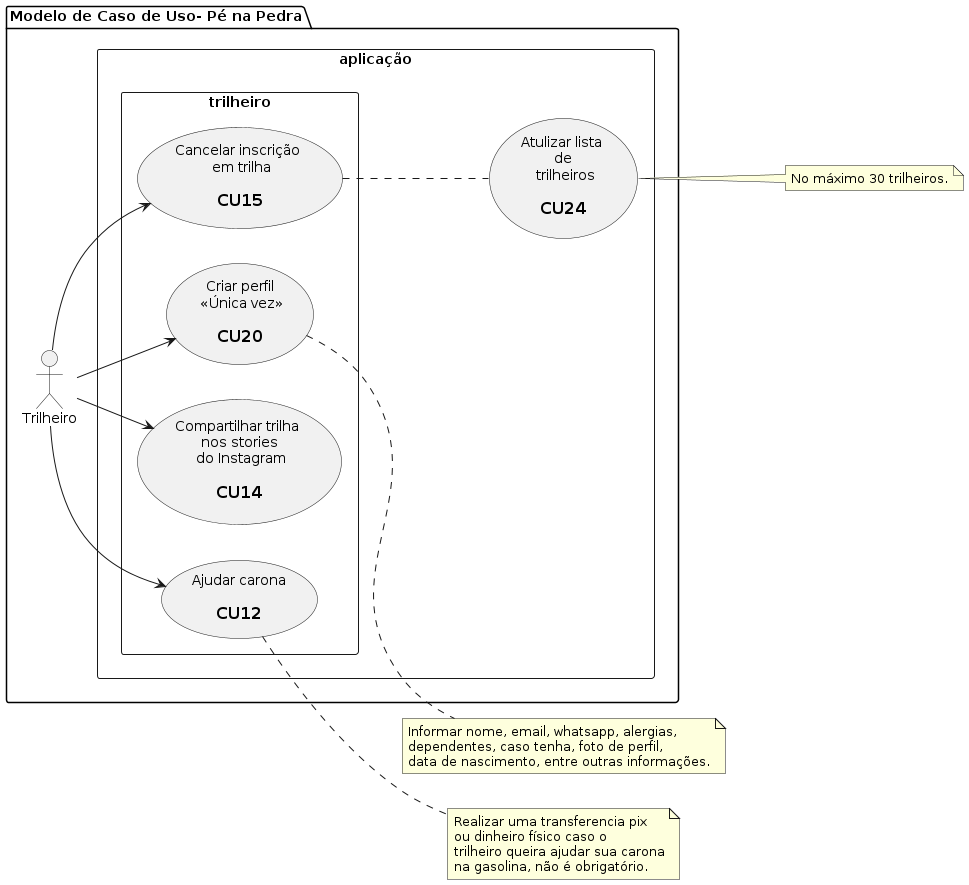 Modelo de Caso de Uso- Pé na Pedra
aplicação
trilheiro
Cancelar inscrição
em trilha
CU15
Atulizar lista
de
trilheiros
CU24
No máximo 30 trilheiros.
Criar perfil
«Única vez»
CU20
Trilheiro
Compartilhar trilha
nos stories
do Instagram
CU14
Ajudar carona
CU12
Informar nome, email, whatsapp, alergias,
dependentes, caso tenha, foto de perfil,
data de nascimento, entre outras informações.
Realizar uma transferencia pix
ou dinheiro físico caso o
trilheiro queira ajudar sua carona
na gasolina, não é obrigatório.